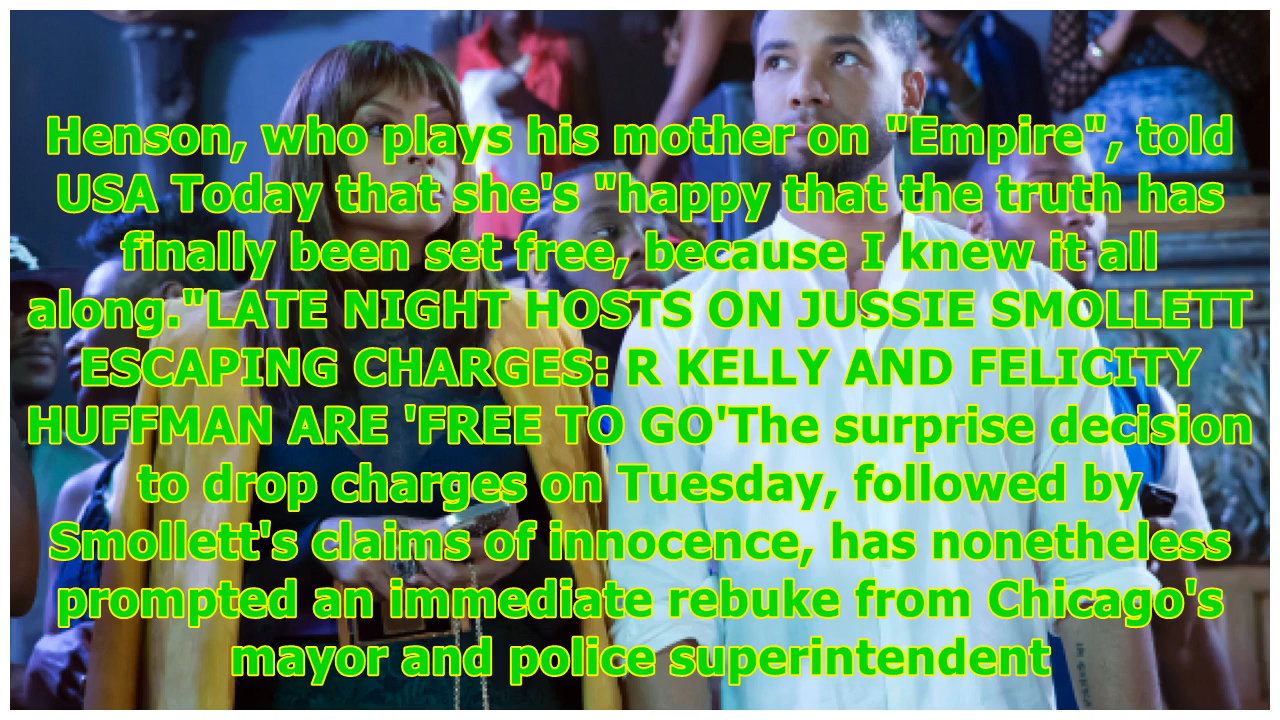 Henson, who plays his mother on "Empire", told
USA Today that she's "happy that the truth has
finally been set free, because I knew it all
along."LATE NIGHT HOSTS ON JUSSIE SMOLLETT
ESCAPING CHARGES: R KELLY AND FELICITY
HUFFMAN ARE 'FREE TO GO'The surprise decision
to drop charges on Tuesday, followed by
Smollett's claims of innocence, has nonetheless
prompted an immediate rebuke from Chicago's
mayor and police superintendent